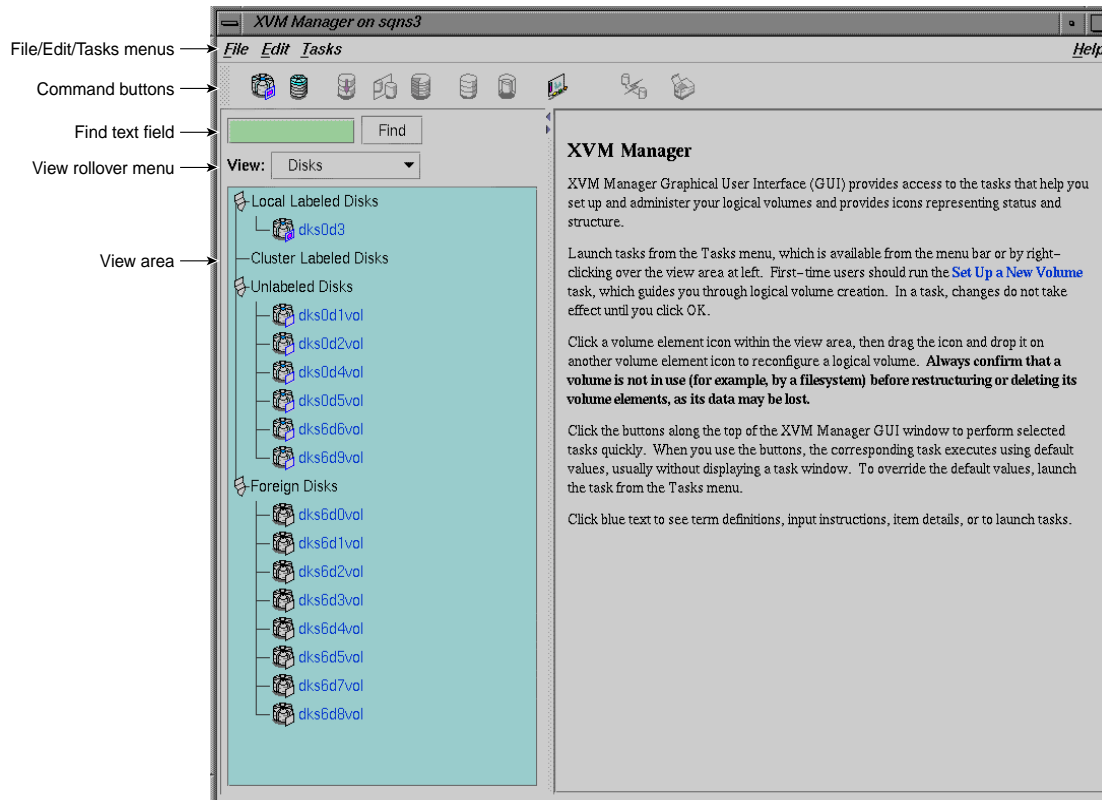 XVM Manager on sqns3
File/Edit/Tasks menus
File Edit Tasks
Help
Command buttons
Find text field
Find
View rollover menu
View: Disks
View area
Local Labeled Disks
dks0d3
Cluster Labeled Disks
Unlabeled Disks
dks0d1vol
dks0d2vol
dks0d4vol
dks0d5vol
dks6d6vol
dks6d9vol
Foreign Disks
dks6d0vol
dks6d1vol
dks6d2vol
dks6d3vol
dks6d4vol
dks6d5vol
dks6d7vol
dks6d8vol
XVM Manager
XVM Manager Graphical User Interface (GUI) provides access to the tasks that help you
set up and administer your logical volumes and provides icons representing status and
structure.
Launch tasks from the Tasks menu, which is available from the menu bar or by right-
clicking over the view area at left. First-time users should run the Set Up a New Volume
task, which guides you through logical volume creation. In a task, changes do not take
effect until you click OK.
Click a volume element icon within the view area, then drag the icon and drop it on
another volume element icon to reconfigure a logical volume. Always confirm that a
volume is not in use (for example, by a filesystem) before restructuring or deleting its
volume elements, as its data may be lost.
Click the buttons along the top of the XVM Manager GUI window to perform selected
tasks quickly. When you use the buttons, the corresponding task executes using default
values, usually without displaying a task window. To override the default values, launch
the task from the Tasks menu.
Click blue text to see term definitions, input instructions, item details, or to launch tasks.